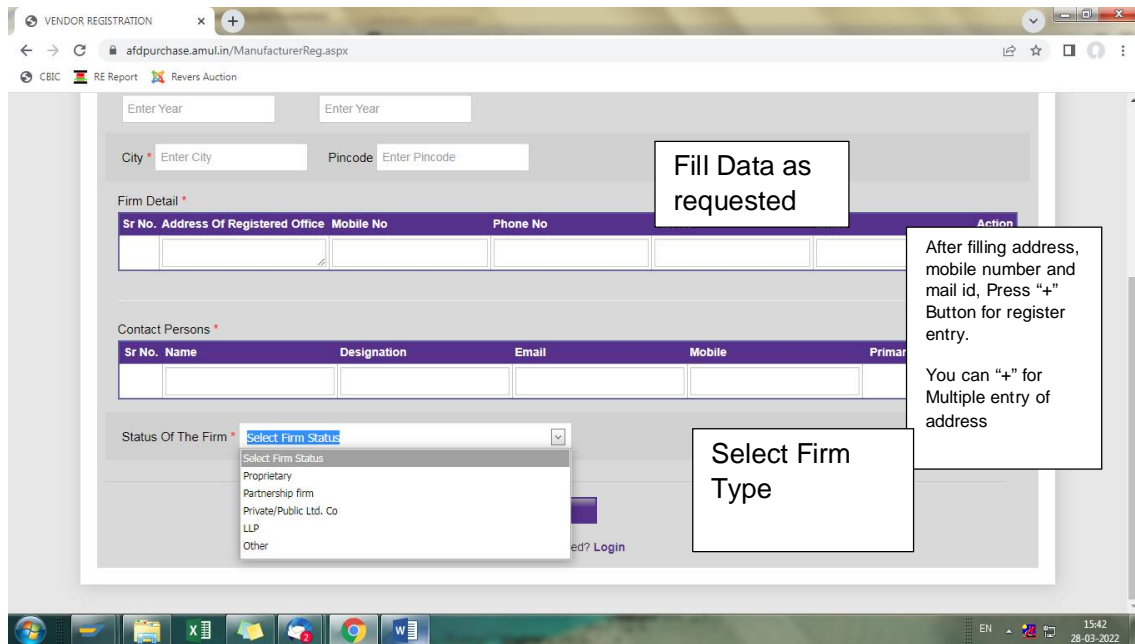 VENDOR REGISTRATION
afdpurchase.amul.in/ManufacturerReg.aspx
CBIC RE Report Revers Auction
Enter Year Enter Year
City * Enter City Pincode Enter Pincode
Fill Data as
requested
Firm Detail *
Sr No. Address Of Registered Office Mobile No Phone No Action
After filling address,
mobile number and
mail id, Press “+”
Button for register
entry.
You can “+” for
Multiple entry of
address
Contact Persons *
Sr No. Name Designation Email Mobile Primar
Status Of The Firm * Select Firm Status
Select Firm Status
Proprietary
Partnership firm
Private/Public Ltd. Co
LLP
Other
Select Firm
Type
ed? Login
EN 15:42
28-03-2022